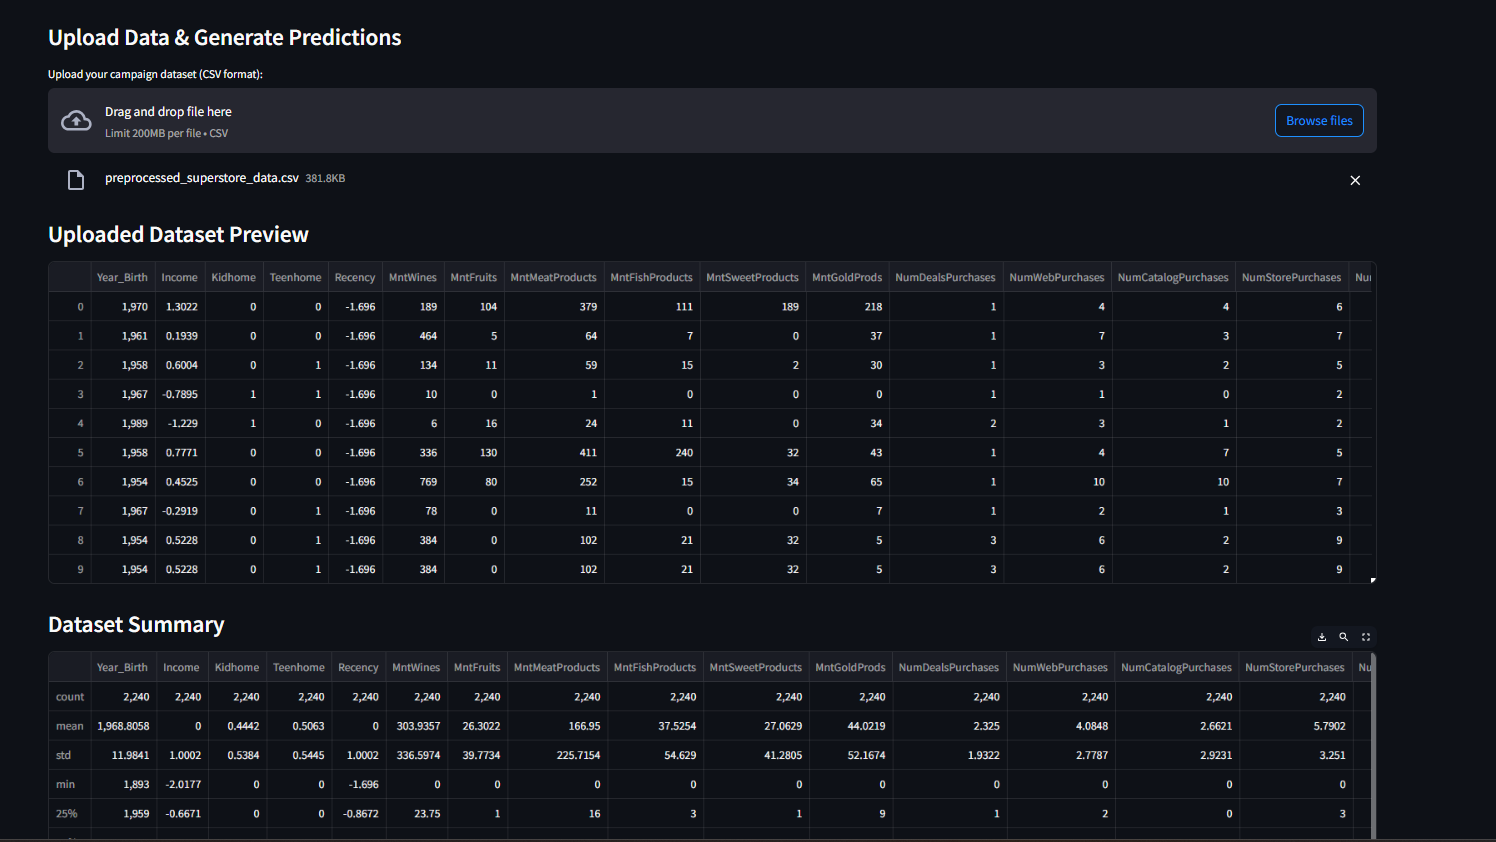 Upload Data & Generate Predictions
Upload your campaign dataset (CSV format):
Drag and drop file here
Limit 200MB per file • CSV
Browse files
preprocessed_superstore_data.csv 381.8KB
Uploaded Dataset Preview
Year_Birth Income Kidhome Teenhome Recency MntWines MntFruits MntMeatProducts MntFishProducts MntSweetProducts MntGoldProds NumDealsPurchases NumWebPurchases NumCatalogPurchases NumStorePurchases Nu
0 1,970 1.3022 0 0 -1.696 189 104 379 111 189 218 1 4 4 6
1 1,961 0.1939 0 0 -1.696 464 5 64 7 0 37 1 7 3 7
2 1,958 0.6004 0 1 -1.696 134 11 59 15 2 30 1 3 2 5
3 1,967 -0.7895 1 1 -1.696 10 0 1 0 0 0 1 1 0 2
4 1,989 -1.229 1 0 -1.696 6 16 24 11 0 34 2 3 1 2
5 1,958 0.7771 0 0 -1.696 336 130 411 240 32 43 1 4 7 5
6 1,954 0.4525 0 0 -1.696 769 80 252 15 34 65 1 10 10 7
7 1,967 -0.2919 0 1 -1.696 78 0 11 0 0 7 1 2 1 3
8 1,954 0.5228 0 1 -1.696 384 0 102 21 32 5 3 6 2 9
9 1,954 0.5228 0 1 -1.696 384 0 102 21 32 5 3 6 2 9
Dataset Summary
Year_Birth Income Kidhome Teenhome Recency MntWines MntFruits MntMeatProducts MntFishProducts MntSweetProducts MntGoldProds NumDealsPurchases NumWebPurchases NumCatalogPurchases NumStorePurchases Nu
count 2,240 2,240 2,240 2,240 2,240 2,240 2,240 2,240 2,240 2,240 2,240 2,240 2,240 2,240 2,240
mean 1,968.8058 0 0.4442 0.5063 0 303.9357 26.3022 166.95 37.5254 27.0629 44.0219 2.325 4.0848 2.6621 5.7902
std 11.9841 1.0002 0.5384 0.5445 1.0002 336.5974 39.7734 225.7154 54.629 41.2805 52.1674 1.9322 2.7787 2.9231 3.251
min 1,893 -2.0177 0 0 -1.696 0 0 0 0 0 0 0 0 0 0
25% 1,959 -0.6671 0 0 -0.8672 23.75 1 16 3 1 9 1 2 0 3